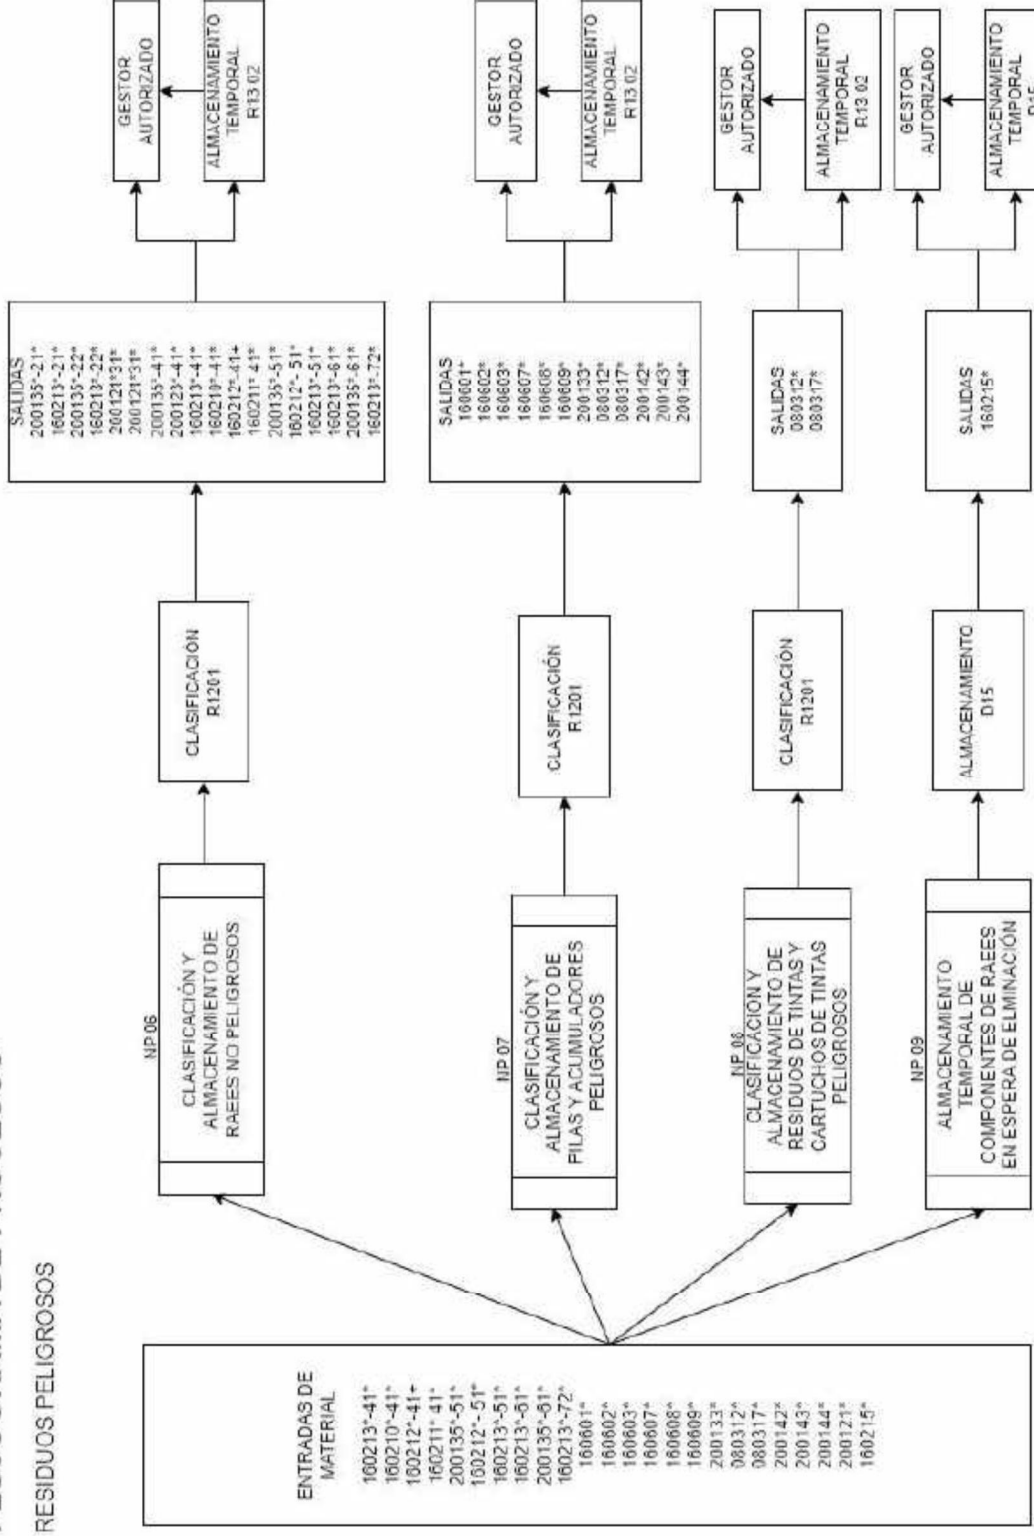 RESIDUOS PELIGROSOS
ENTRADAS DE
MATERIAL
160213*-41*
160210*-41*
160212*-41+
160211* 41*
200135*-51*
160212*- 51*
160213*-51*
160213*-61*
200135*-61*
160213*-72*
160601*
160602*
160603*
160607*
160608*
160609*
200133*
080312*
080317*
200142*
200143*
200144*
200121*
160215*
NP 06
CLASIFICACIÓN Y
ALMACENAMIENTO DE
RAEES NO PELIGROSOS
CLASIFICACIÓN
R1201
SALIDAS
200135*-21*
160213*-21*
200135*-22*
160213*-22*
200121*31*
200121*31*
200135*-41*
200123*-41*
160213*-41*
160210*-41*
160212*-41+
160211* 41*
200135*-51*
160212*- 51*
160213*-51*
160213*-61*
200135*-61*
160213*-72*
GESTOR
AUTORIZADO
ALMACENAMIENTO
TEMPORAL
R13 02
NP 07
CLASIFICACIÓN Y
ALMACENAMIENTO DE
PILAS Y ACUMULADORES
PELIGROSOS
CLASIFICACIÓN
R1201
SALIDAS
160601*
160602*
160603*
160607*
160608*
160609*
200133*
080312*
080317*
200142*
200143*
200144*
GESTOR
AUTORIZADO
ALMACENAMIENTO
TEMPORAL
R13 02
NP 08
CLASIFICACIÓN Y
ALMACENAMIENTO DE
RESIDUOS DE TINTAS Y
CARTUCHOS DE TINTAS
PELIGROSOS
CLASIFICACIÓN
R1201
SALIDAS
080312*
080317*
GESTOR
AUTORIZADO
ALMACENAMIENTO
TEMPORAL
R13 02
NP 09
ALMACENAMIENTO
TEMPORAL DE
COMPONENTES DE RAEES
EN ESPERA DE ELMINACIÓN
ALMACENAMIENTO
D15
SALIDAS
160215*
GESTOR
AUTORIZADO
ALMACENAMIENTO
TEMPORAL